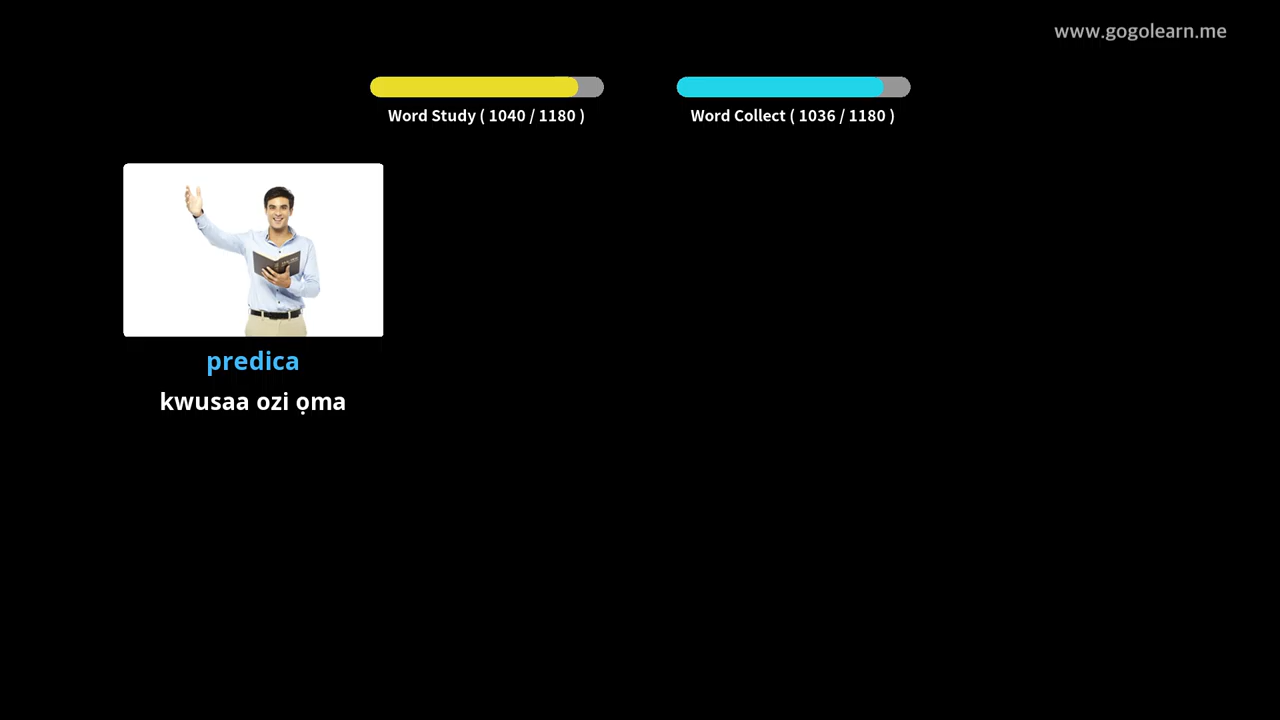 www.gogolearn.me
Word Study ( 1040 / 1180 )
Word Collect ( 1036 / 1180 )
predica
kwusaa ozi ọma